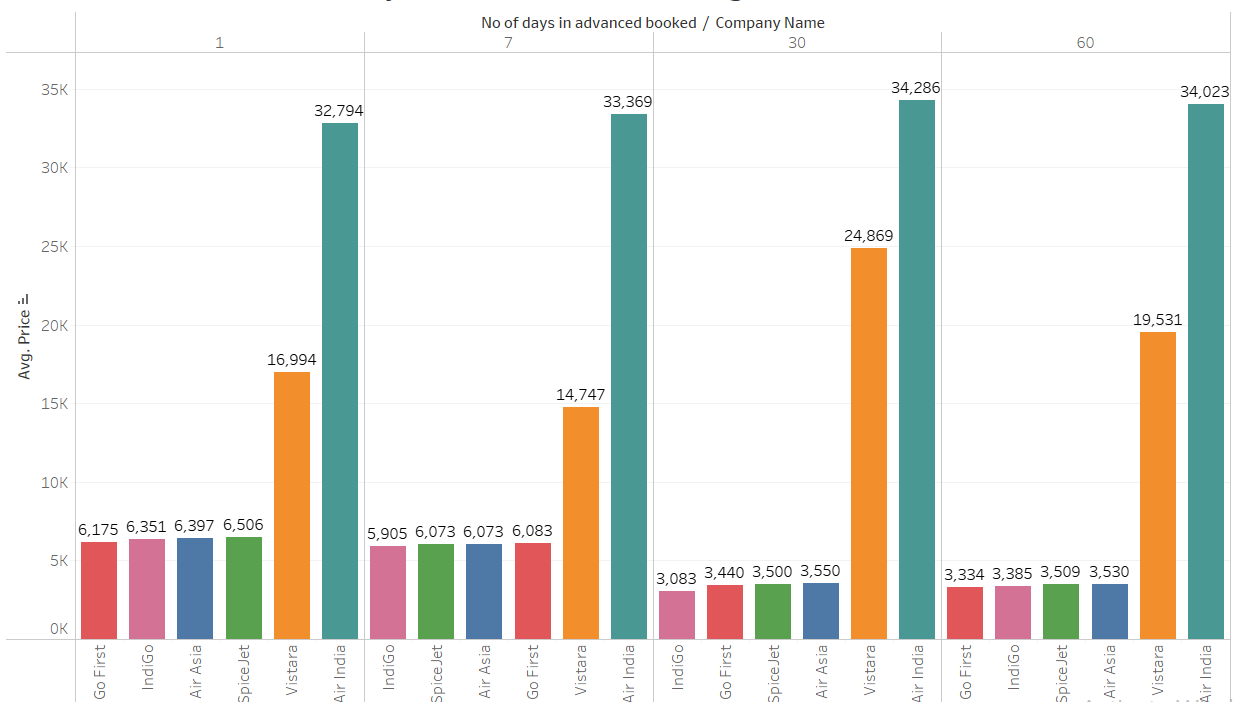 No of days in advanced booked / Company Name
1 7 30 60
Avg. Price
35K
30K
25K
20K
15K
10K
5K
0K
6,175 6,351 6,397 6,506 16,994 32,794
5,905 6,073 6,073 6,083 14,747 33,369
3,083 3,440 3,500 3,550 24,869 34,286
3,334 3,385 3,509 3,530 19,531 34,023
Go First IndiGo Air Asia SpiceJet Vistara Air India
IndiGo SpiceJet Air Asia Go First Vistara Air India
IndiGo Go First SpiceJet Air Asia Vistara Air India
Go First IndiGo SpiceJet Air Asia Vistara Air India